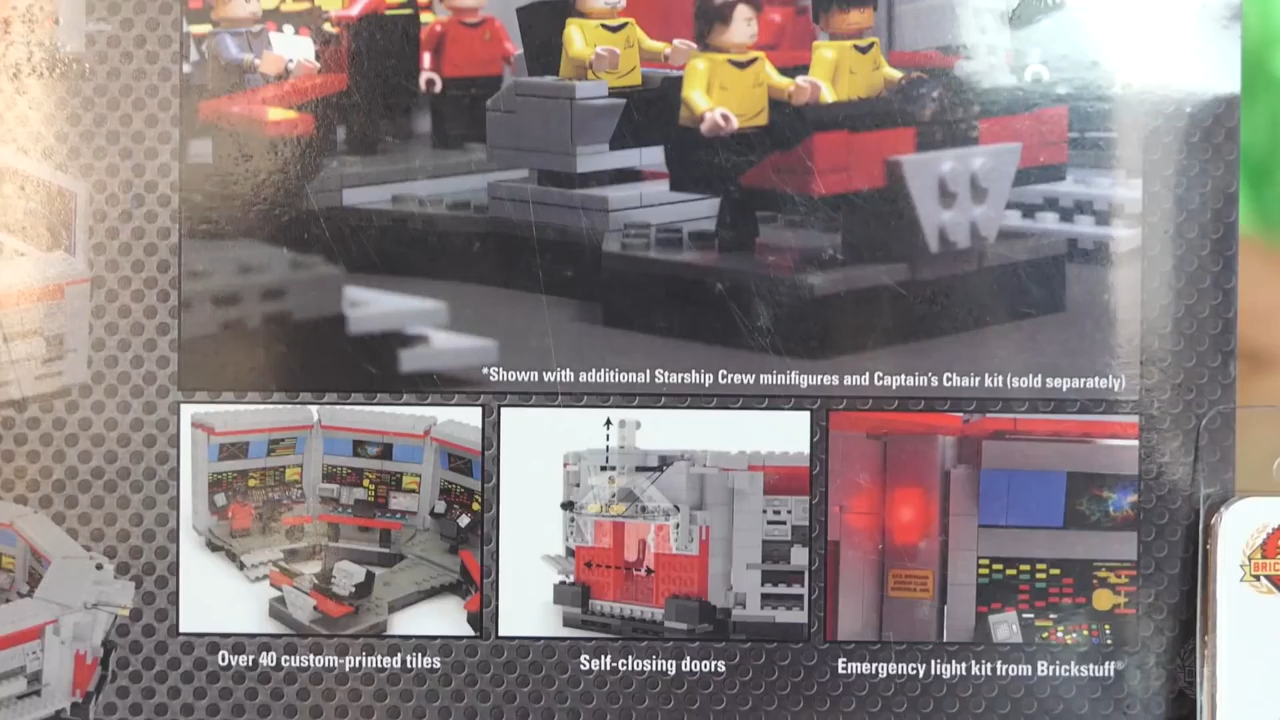 *Shown with additional Starship Crew minifigures and Captain's Chair kit (sold separately)
Over 40 custom-printed tiles
Self-closing doors
Emergency light kit from Brickstuff®
BRIC